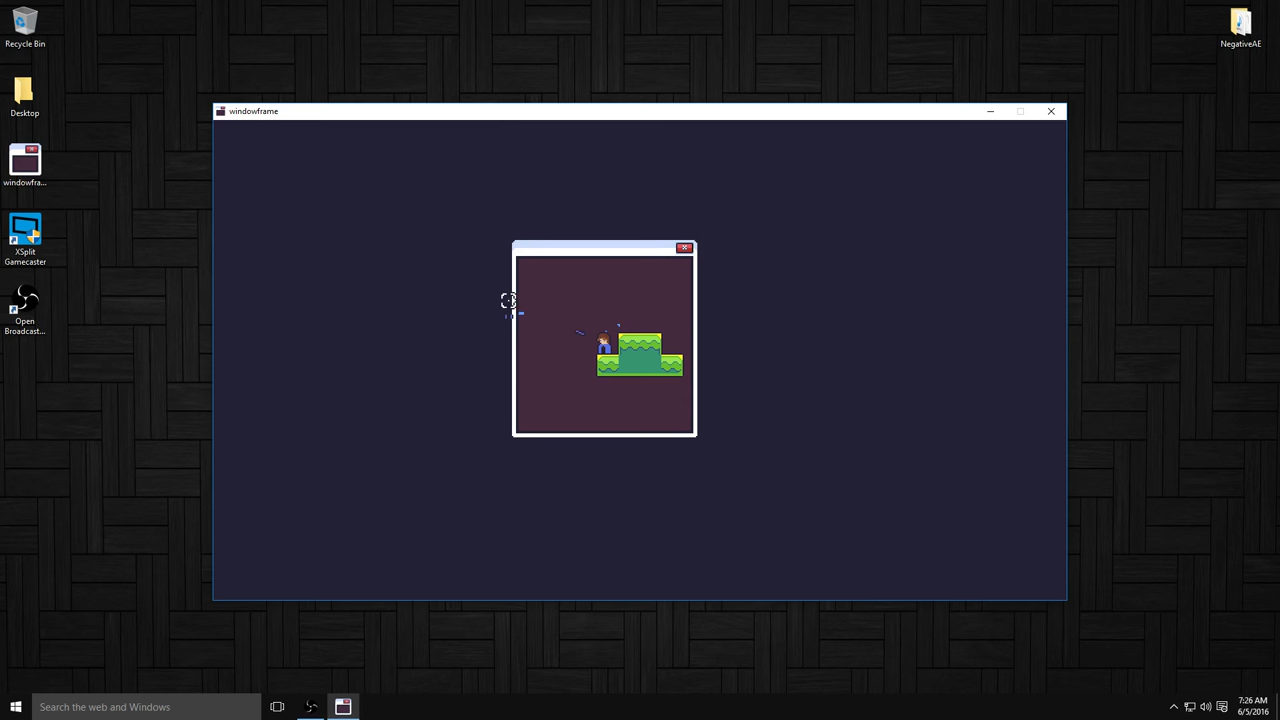 Recycle Bin
NegativeAE
Desktop
windowframe
windowfra...
XSplit
Gamecaster
Open
Broadcast...
Search the web and Windows
7:26 AM
6/5/2016